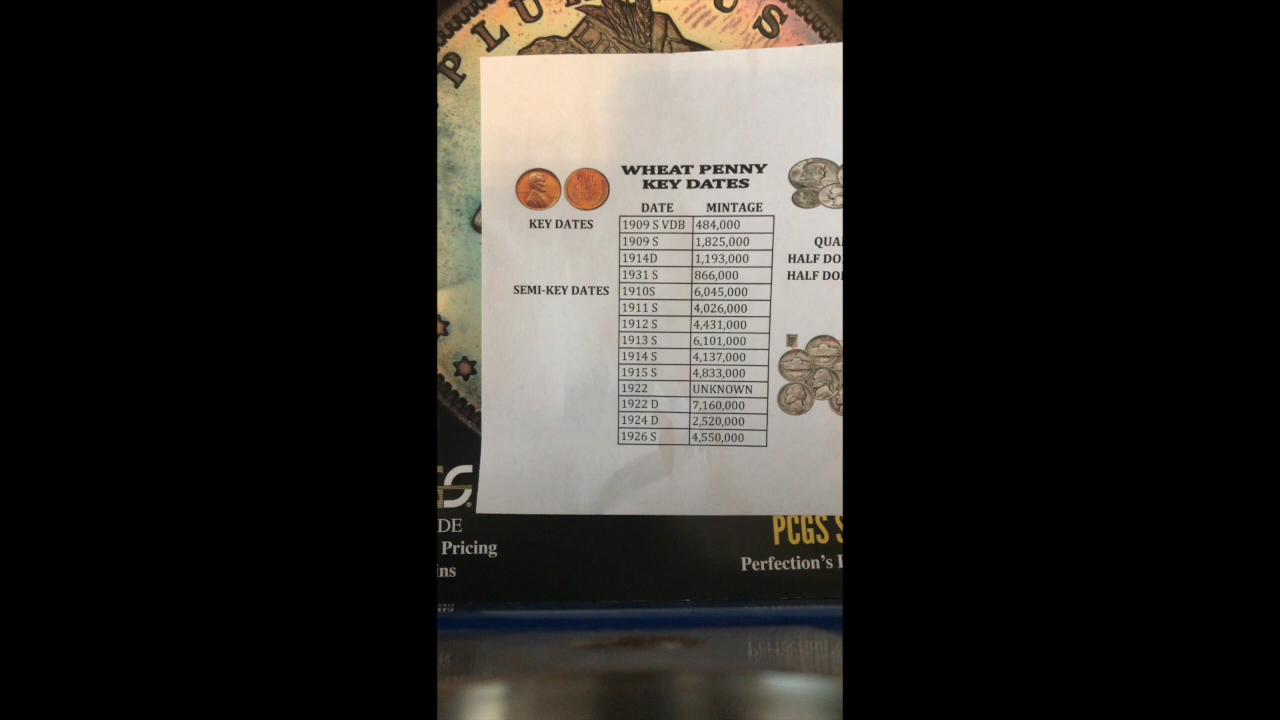 PLUR
US
WHEAT PENNY
KEY DATES
DATE MINTAGE
KEY DATES 1909 S VDB 484,000
1909 S 1,825,000
1914D 1,193,000
1931 S 866,000
SEMI-KEY DATES 1910S 6,045,000
1911 S 4,026,000
1912 S 4,431,000
1913 S 6,101,000
1914 S 4,137,000
1915 S 4,833,000
1922 UNKNOWN
1922 D 7,160,000
1924 D 2,520,000
1926 S 4,550,000
QUA
HALF DO
HALF DO
S
DE
Pricing
ins
PCGS S
Perfection's